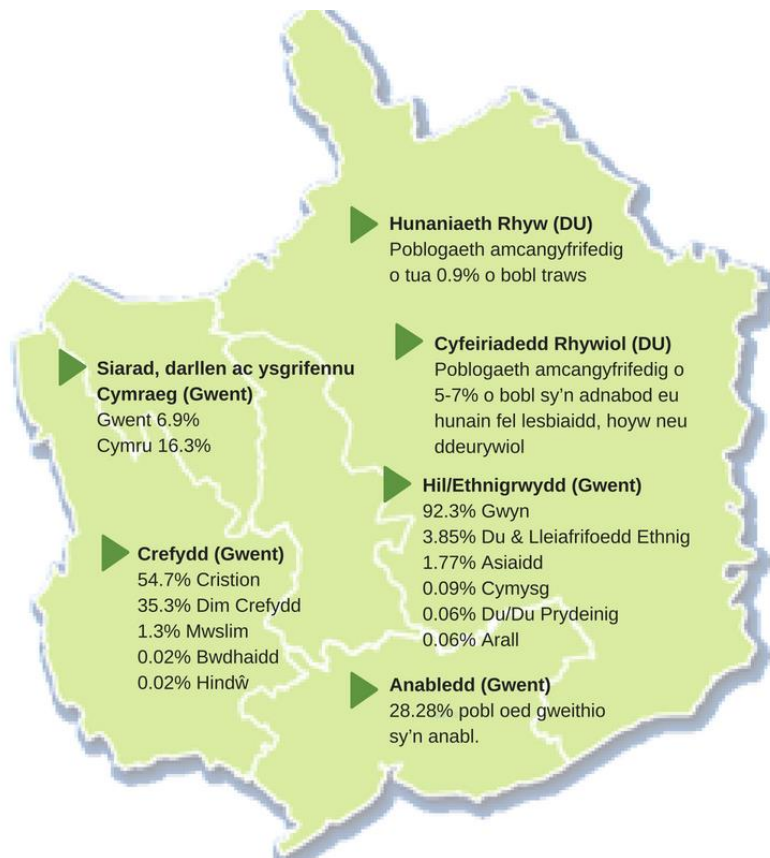 Hunaniaeth Rhyw (DU)
Poblogaeth amcangyfrifedig
o tua 0.9% o bobl traws
Cyfeiriadedd Rhywiol (DU)
Poblogaeth amcangyfrifedig o
5-7% o bobl sy'n adnabod eu
hunain fel lesbiaidd, hoyw neu
ddeurywiol
Siarad, darllen ac ysgrifennu
Cymraeg (Gwent)
Gwent 6.9%
Cymru 16.3%
Hil/Ethnigrwydd (Gwent)
92.3% Gwyn
3.85% Du & Lleiafrifoedd Ethnig
1.77% Asiaidd
0.09% Cymysg
0.06% Du/Du Prydeinig
0.06% Arall
Crefydd (Gwent)
54.7% Cristion
35.3% Dim Crefydd
1.3% Mwslim
0.02% Bwdhaidd
0.02% Hindŵ
Anabledd (Gwent)
28.28% pobl oed gweithio
sy'n anabl.